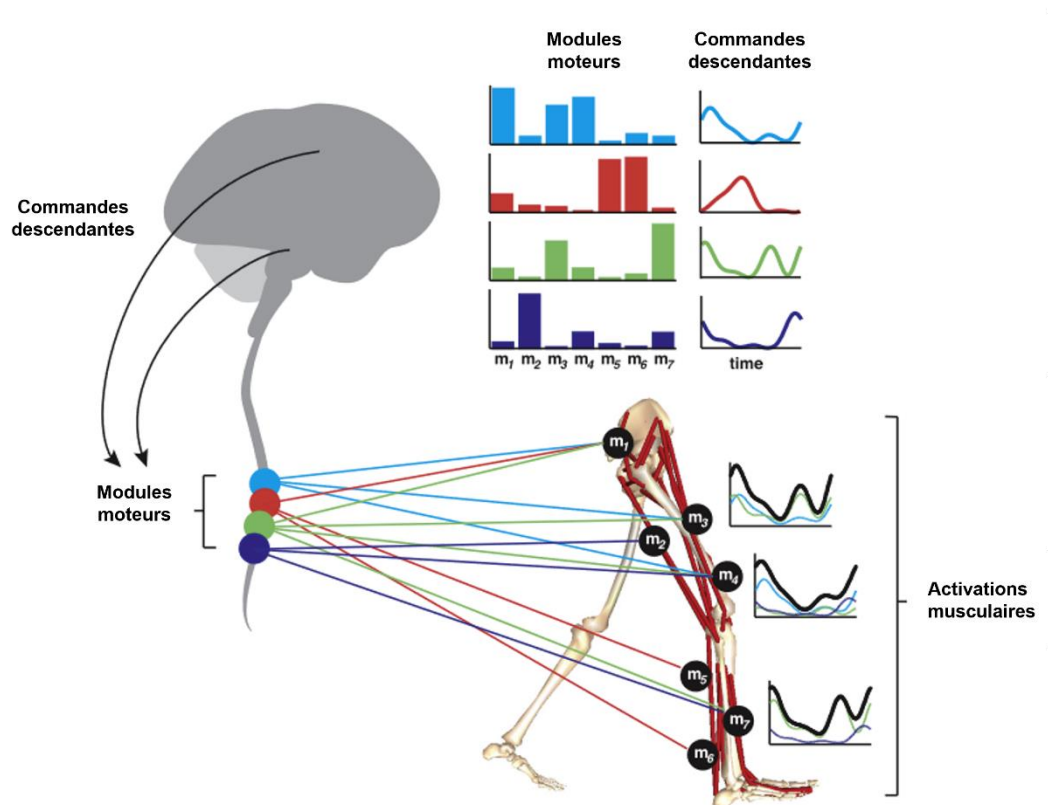 Modules
moteurs
Commandes
descendantes
m1 m2 m3 m4 m5 m6 m7
time
Commandes
descendantes
Modules
moteurs
m1
m3
m2
m4
m5
m7
m6
Activations
musculaires